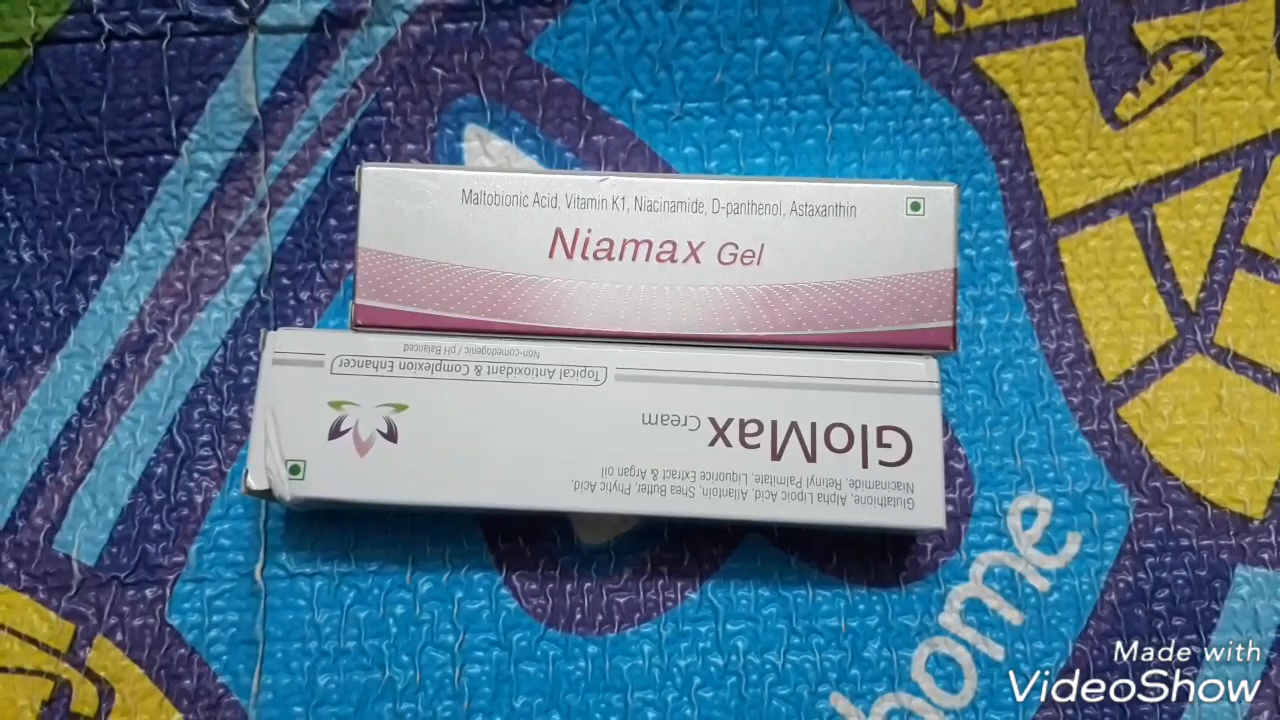 Maltobionic Acid, Vitamin K1, Niacinamide, D-panthenol, Astaxanthin
Niamax Gel
GloMax Cream
Glutathione, Alpha Lipoic Acid, Allantoin, Shea Butter, Phytic Acid,
Niacinamide, Retinyl Palmitate, Liquorice Extract & Argan oil
Topical Antioxidant & Complexion Enhancer
Non-comedogenic / pH Balanced
home
Made with
VideoShow